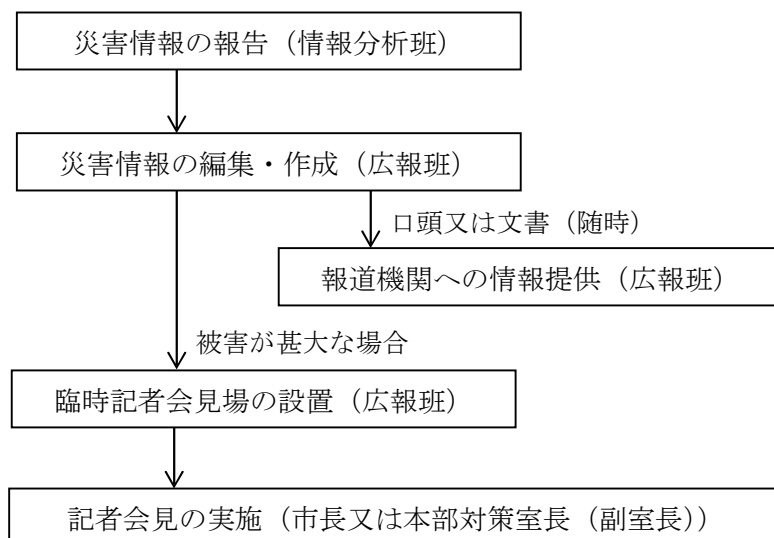 災害情報の報告（情報分析班）
災害情報の編集・作成（広報班）
口頭又は文書（随時）
報道機関への情報提供（広報班）
被害が甚大な場合
臨時記者会見場の設置（広報班）
記者会見の実施（市長又は本部対策室長（副室長））